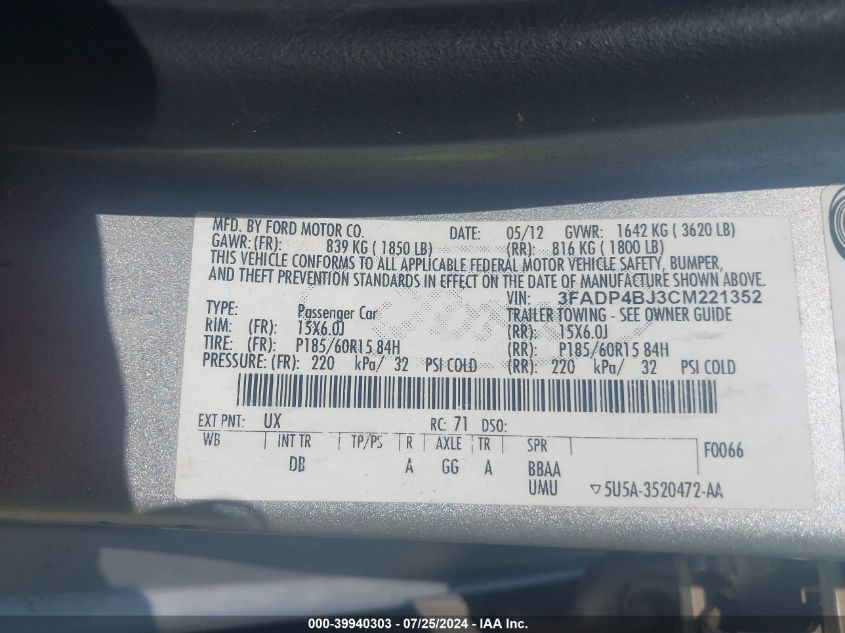 MFD. BY FORD MOTOR CO. DATE: 05/12 GVWR: 1642 KG ( 3620 LB)
GAWR: (FR) 839 KG ( 1850 LB) (RR) 816 KG ( 1800 LB)
THIS VEHICLE CONFORMS TO ALL APPLICABLE FEDERAL MOTOR VEHICLE SAFETY, BUMPER,
AND THEFT PREVENTION STANDARDS IN EFFECT ON THE DATE OF MANUFACTURE SHOWN ABOVE.
VIN: 3FADP4BJ3CM221352
TYPE: Passenger Car TRAILER TOWING - SEE OWNER GUIDE
RIM: (FR) 15X6.0J (RR): 15X6.0J
TIRE: (FR): P185/60R15 84H (RR): P185/60R15 84H
PRESSURE: (FR): 220 kPa/ 32 PSI COLD (RR): 220 kPa/ 32 PSI COLD
EXT PNT: UX RC: 71 DSO:
WB INT TR TP/PS R AXLE TR SPR F0066
DB A GG A BBAA
UMU ▽5U5A-3520472-AA
000-39940303 - 07/25/2024 - IAA Inc.